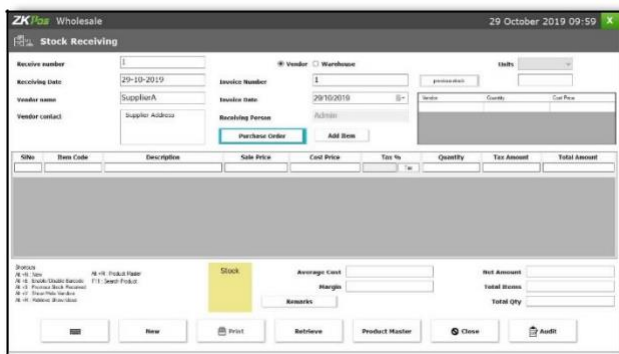 ZKPos Wholesale 29 October 2019 09:59 X
Stock Receiving
Receive number 1 Vendor Warehouse Units
Receiving Date 29-10-2019 Invoice Number 1
Vendor name SupplierA Invoice Date 29/10/2019 Vendor Quantity Cost Price
Vendor contact Supplier Address Receiving Person Admin
Purchase Order Add Item
SlNo Item Code Description Sale Price Cost Price Tax % Quantity Tax Amount Total Amount
Tax
Shortcuts
Stock Average Cost Net Amount
Margin Total Items
Remarks Total Qty
New Print Retrieve Product Master Close Audit